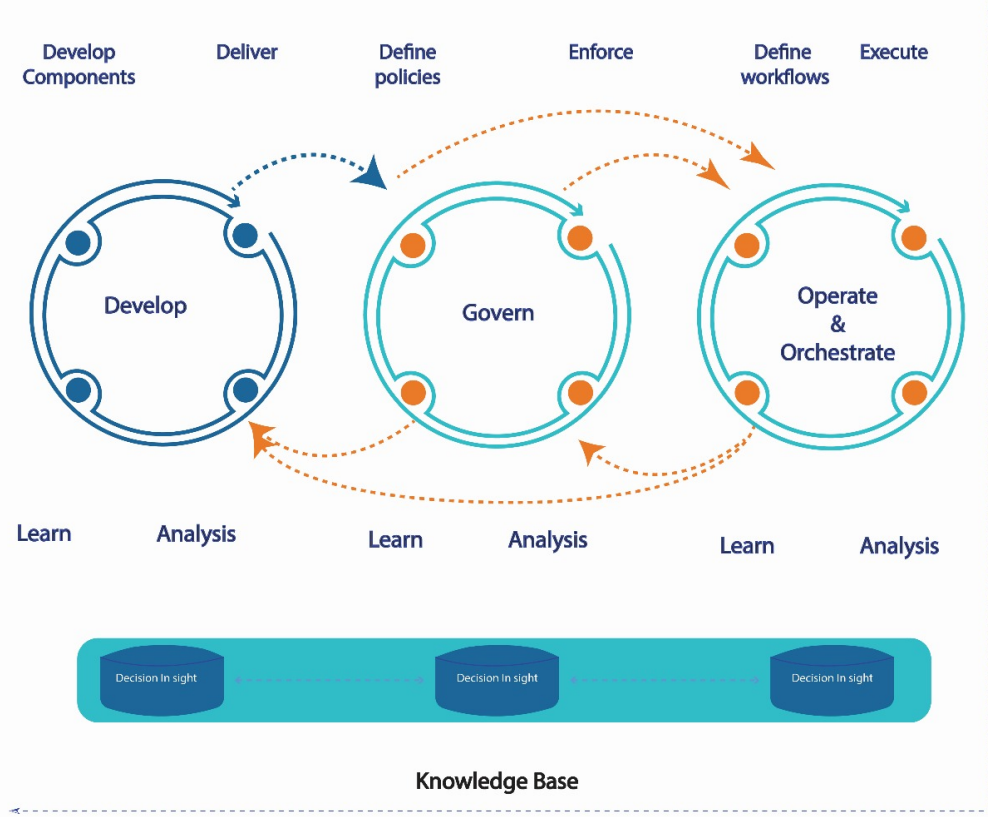 Develop
Components
Deliver
Define
policies
Enforce
Define
workflows
Execute
Develop
Govern
Operate
&
Orchestrate
Learn
Analysis
Learn
Analysis
Learn
Analysis
Decision In sight
Decision In sight
Decision In sight
Knowledge Base